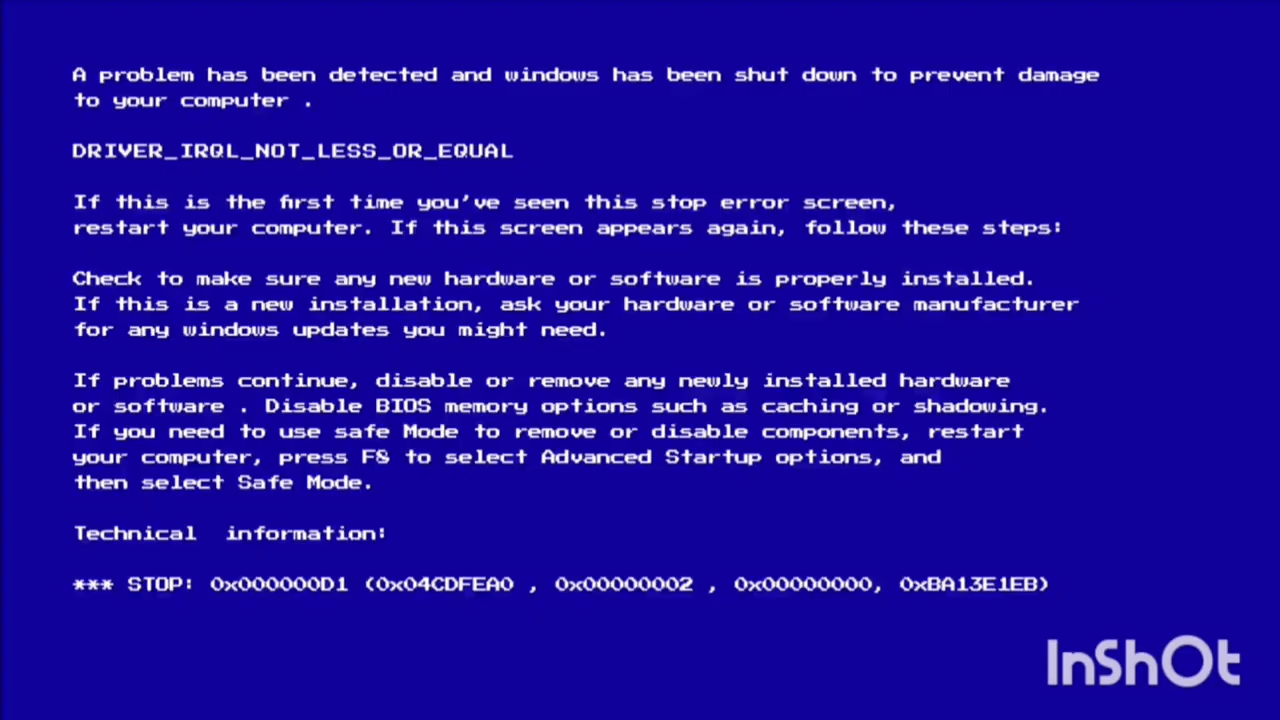 A problem has been detected and windows has been shut down to prevent damage
to your computer .
DRIVER_IRQL_NOT_LESS_OR_EQUAL
If this is the first time you've seen this stop error screen,
restart your computer. If this screen appears again, follow these steps:
Check to make sure any new hardware or software is properly installed.
If this is a new installation, ask your hardware or software manufacturer
for any windows updates you might need.
If problems continue, disable or remove any newly installed hardware
or software . Disable BIOS memory options such as caching or shadowing.
If you need to use safe Mode to remove or disable components, restart
your computer, press F& to select Advanced Startup options, and
then select Safe Mode.
Technical  information:
*** STOP: 0x000000D1 (0x04CDFEA0 , 0x00000002 , 0x00000000, 0xBA13E1EB)
InShOt